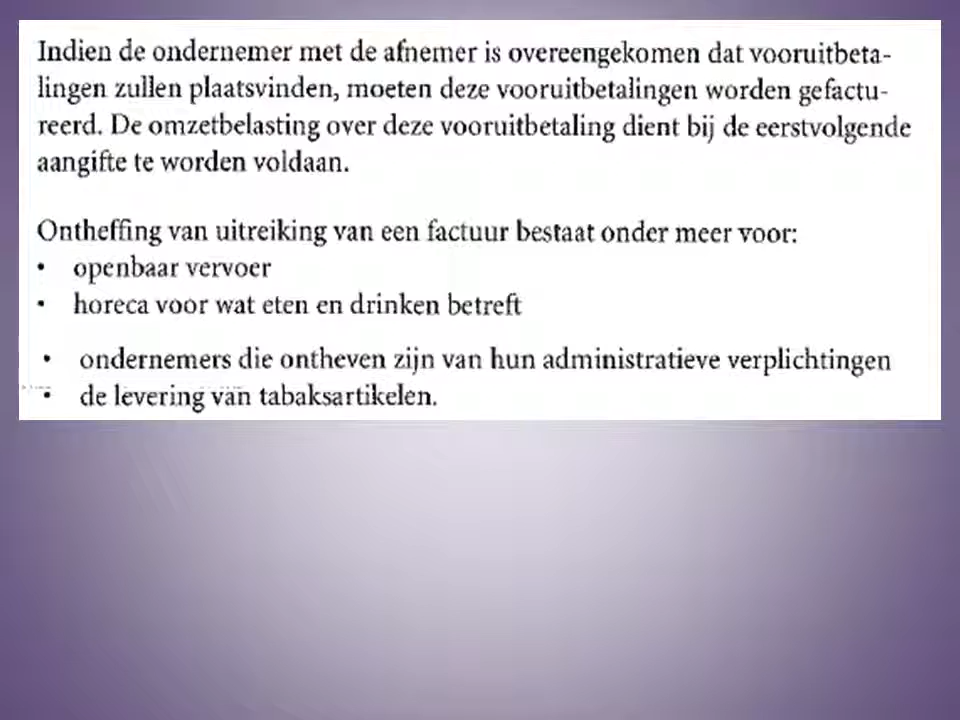 Indien de ondernemer met de afnemer is overeengekomen dat vooruitbeta-
lingen zullen plaatsvinden, moeten deze vooruitbetalingen worden gefactu-
reerd. De omzetbelasting over deze vooruitbetaling dient bij de eerstvolgende
aangifte te worden voldaan.
Ontheffing van uitreiking van een factuur bestaat onder meer voor:
• openbaar vervoer
• horeca voor wat eten en drinken betreft
• ondernemers die ontheven zijn van hun administratieve verplichtingen
• de levering van tabaksartikelen.